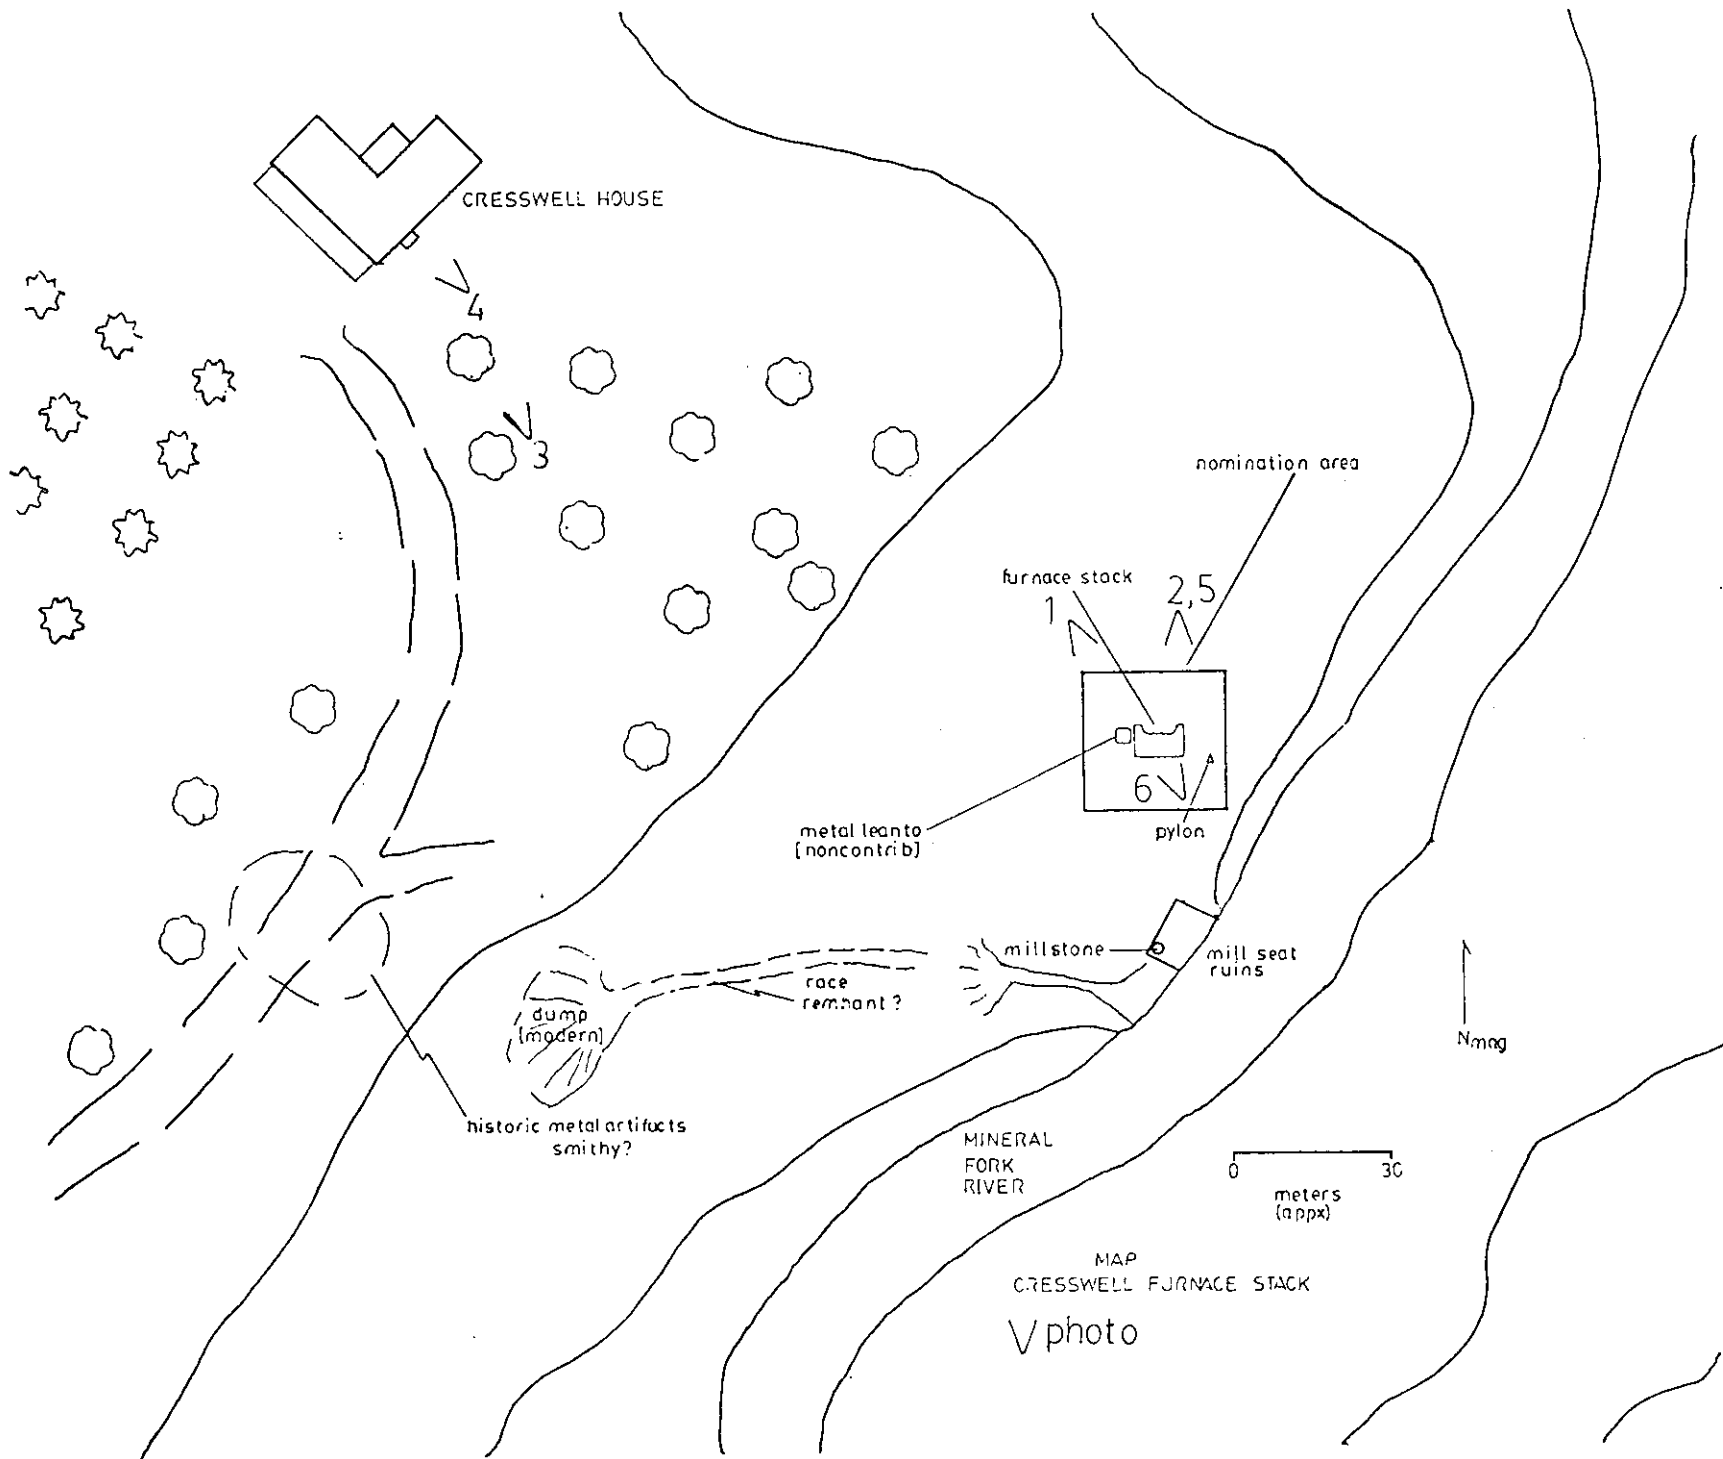 CRESSWELL HOUSE
4
3
nomination area
furnace stack
1
2,5
6
metal leanto
[noncontrib]
pylon
millstone
mill seat
ruins
race
remnant?
dump
[modern]
Nmag
historic metal artifacts
smithy?
MINERAL
FORK
RIVER
0 30
meters
(appx)
MAP
CRESSWELL FURNACE STACK
V photo